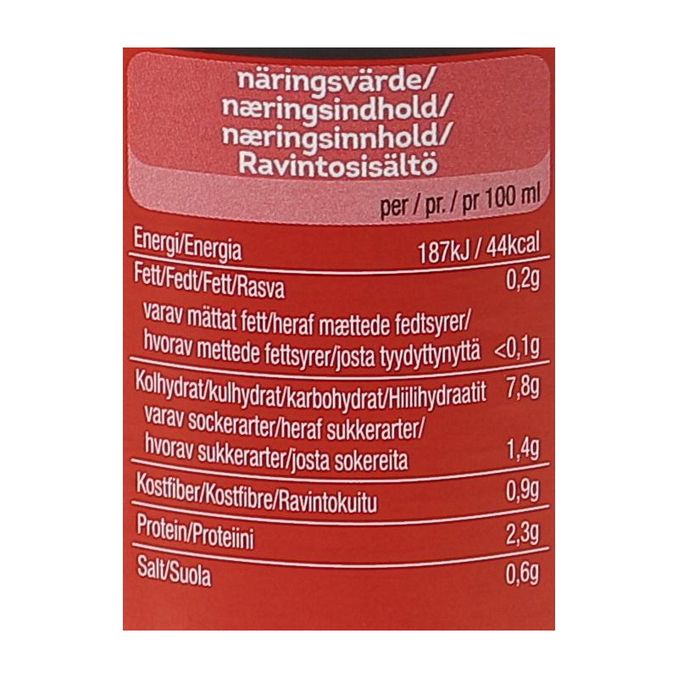 näringsvärde/
næringsindhold/
næringsinnhold/
Ravintosisältö
per / pr. / pr 100 ml
Energi/Energia 187kJ / 44kcal
Fett/Fedt/Fett/Rasva 0,2g
varav mättat fett/heraf mættede fedtsyrer/
hvorav mettede fettsyrer/josta tyydyttynyttä <0,1g
Kolhydrat/kulhydrat/karbohydrat/Hiilihydraatit 7,8g
varav sockerarter/heraf sukkerarter/
hvorav sukkerarter/josta sokereita 1,4g
Kostfiber/Kostfibre/Ravintokuitu 0,9g
Protein/Proteiini 2,3g
Salt/Suola 0,6g